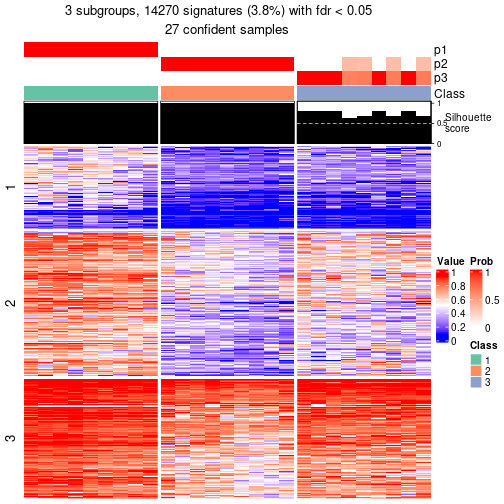 3 subgroups, 14270 signatures (3.8%) with fdr < 0.05
27 confident samples
p1
p2
p3
Class
1
0.5
0
Silhouette
score
1
2
3
Value Prob
1 1
0.8
0.6 0.5
0.4
0.2
0 0
Class
1
2
3